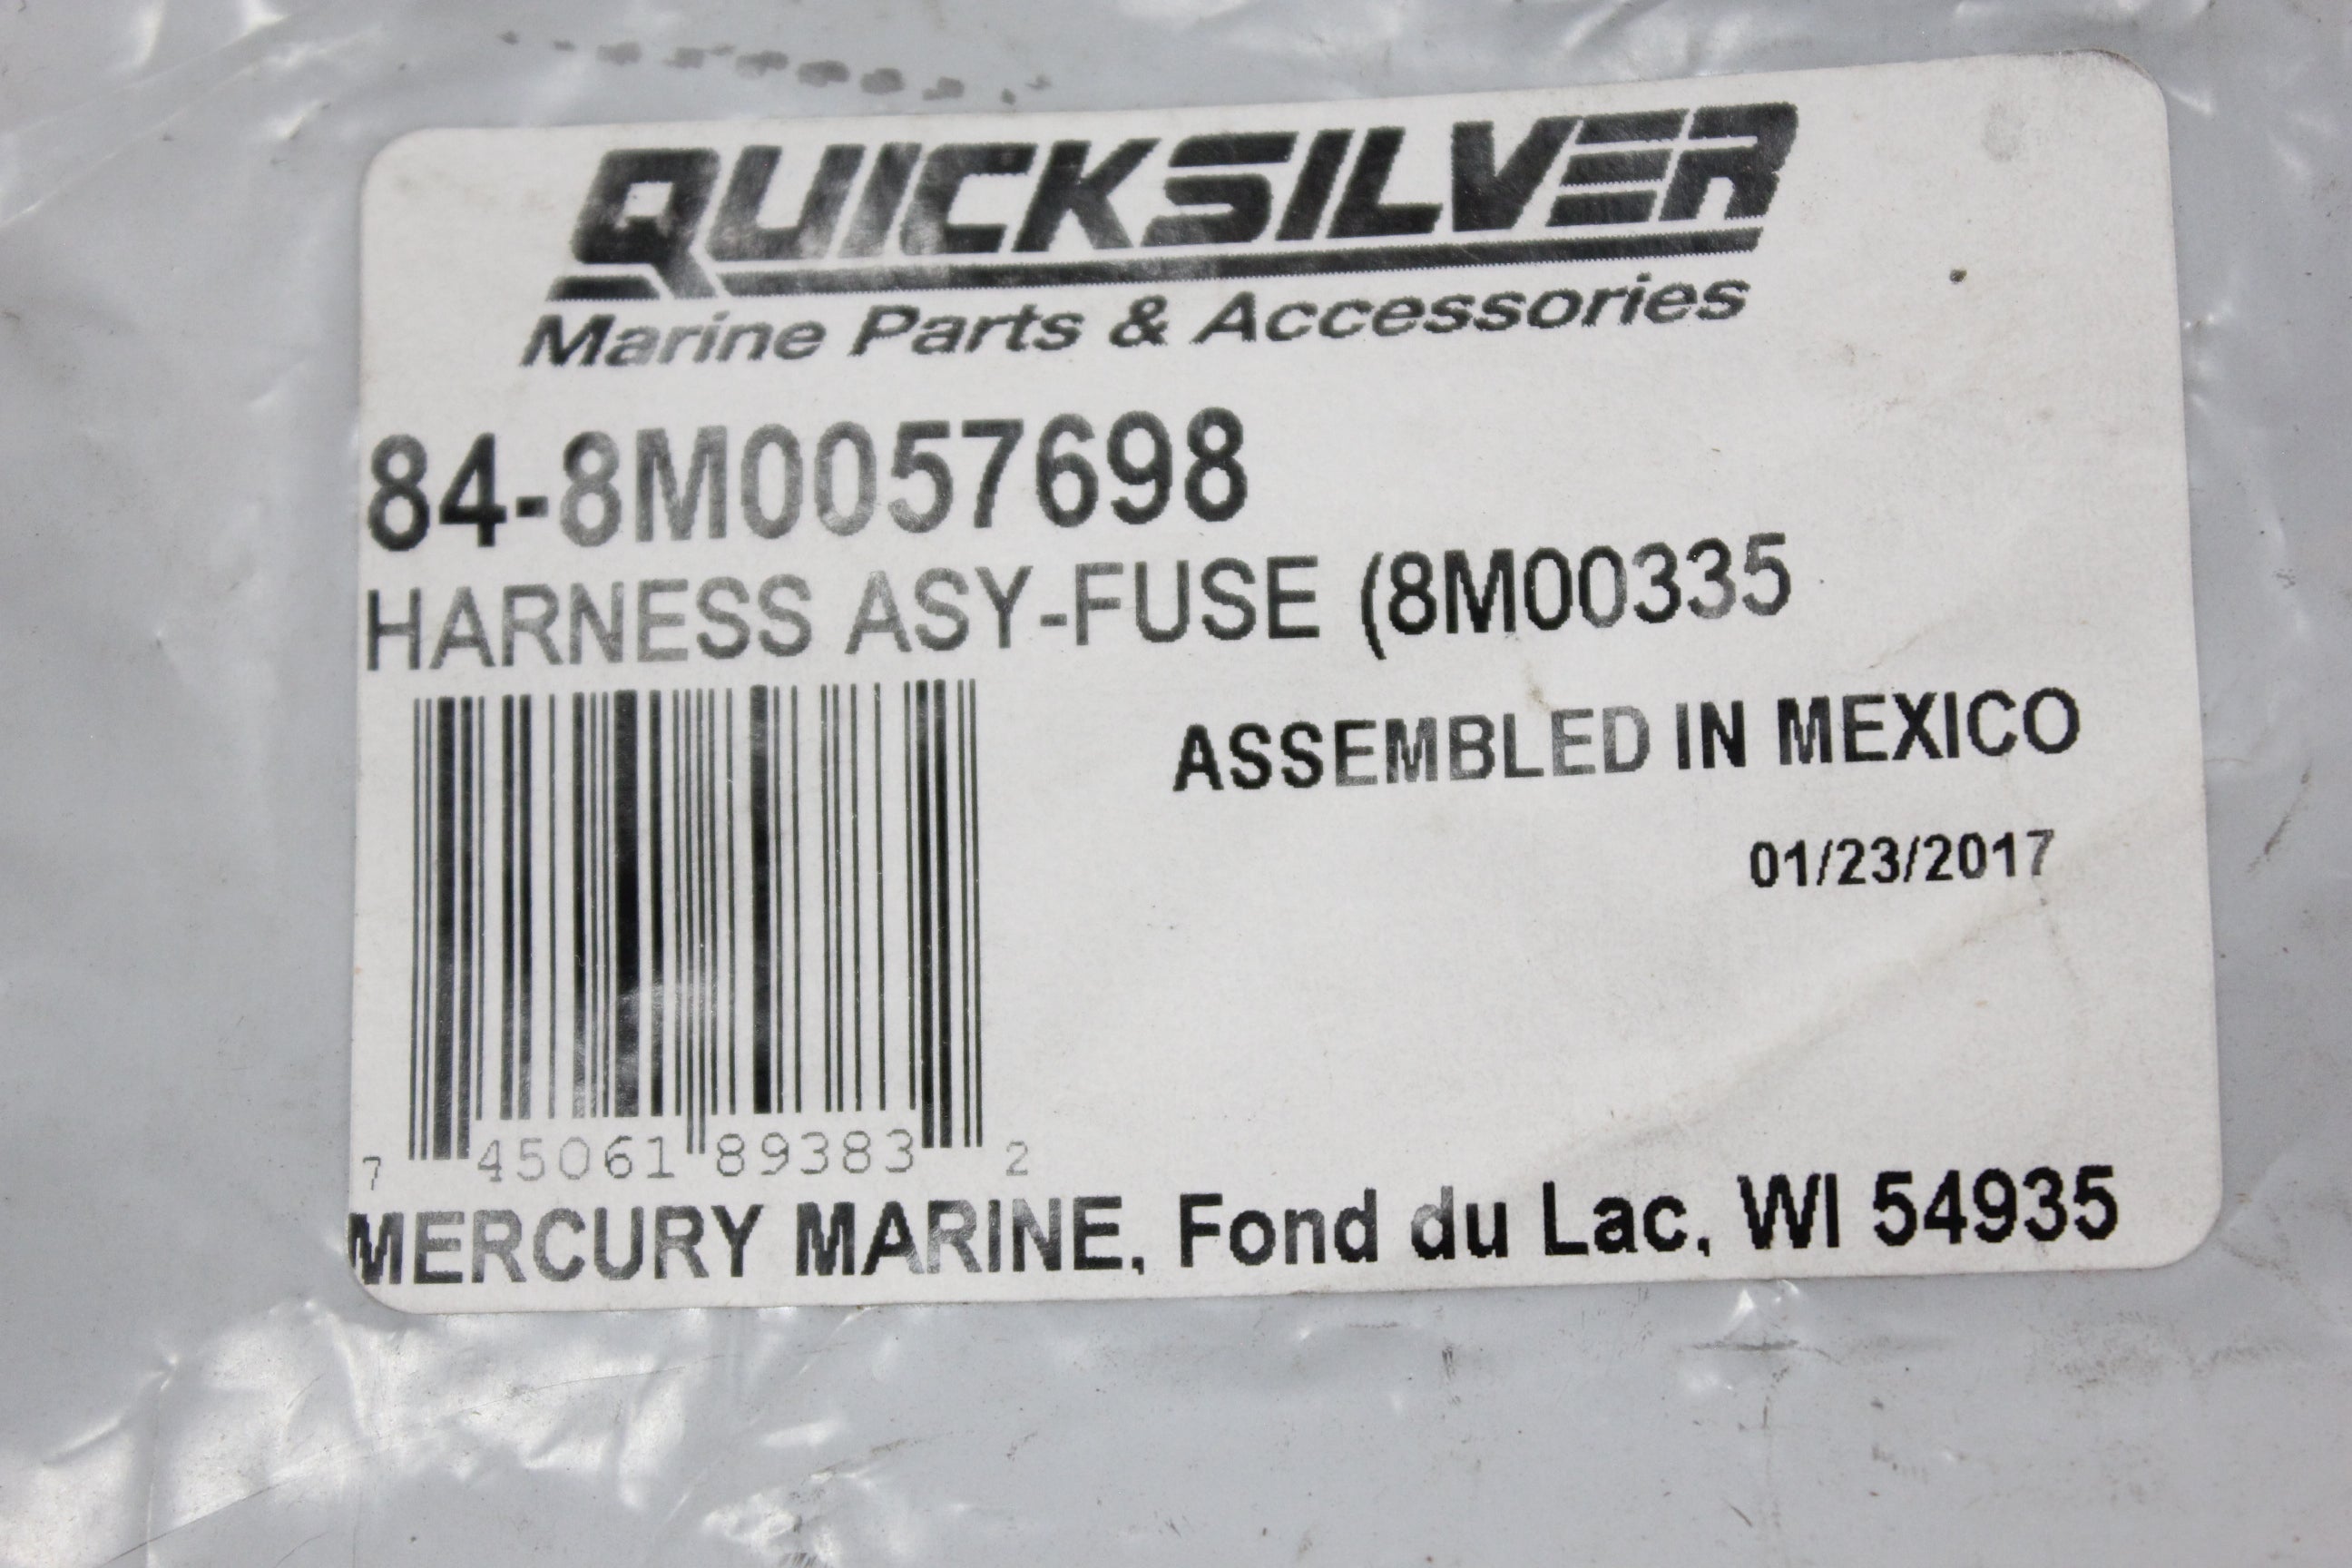 QUICKSILVER
Marine Parts & Accessories
84-8M0057698
HARNESS ASY-FUSE (8M00335
ASSEMBLED IN MEXICO
01/23/2017
7 45061 89383 2
MERCURY MARINE, Fond du Lac, WI 54935